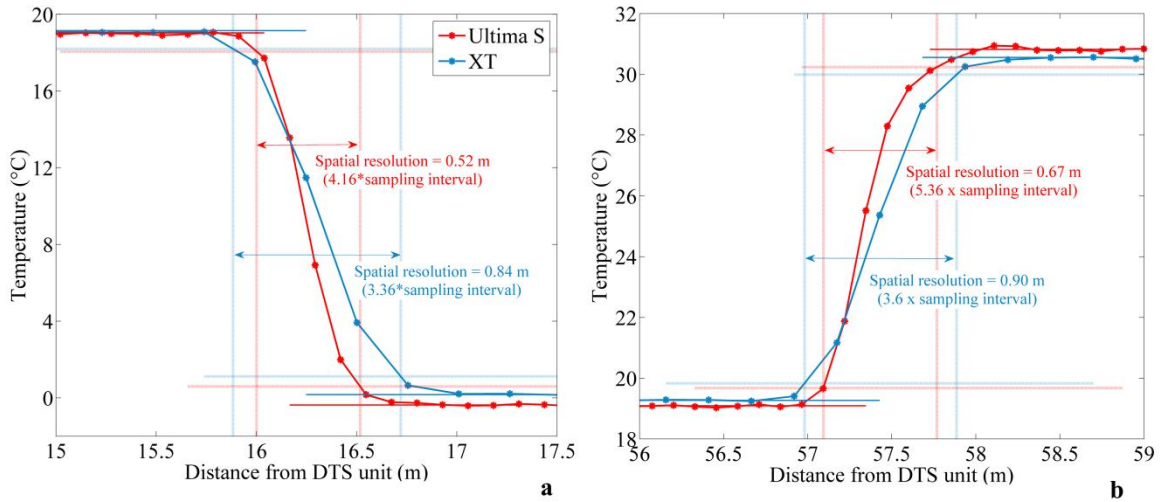 20
16
12
8
4
0
Temperature (°C)
15
15.5
16
16.5
17
17.5
Distance from DTS unit (m)
Ultima S
XT
Spatial resolution = 0.52 m
(4.16*sampling interval)
Spatial resolution = 0.84 m
(3.36*sampling interval)
a
32
30
28
26
24
22
20
18
Temperature (°C)
56
56.5
57
57.5
58
58.5
59
Distance from DTS unit (m)
Spatial resolution = 0.67 m
(5.36 x sampling interval)
Spatial resolution = 0.90 m
(3.6 x sampling interval)
b